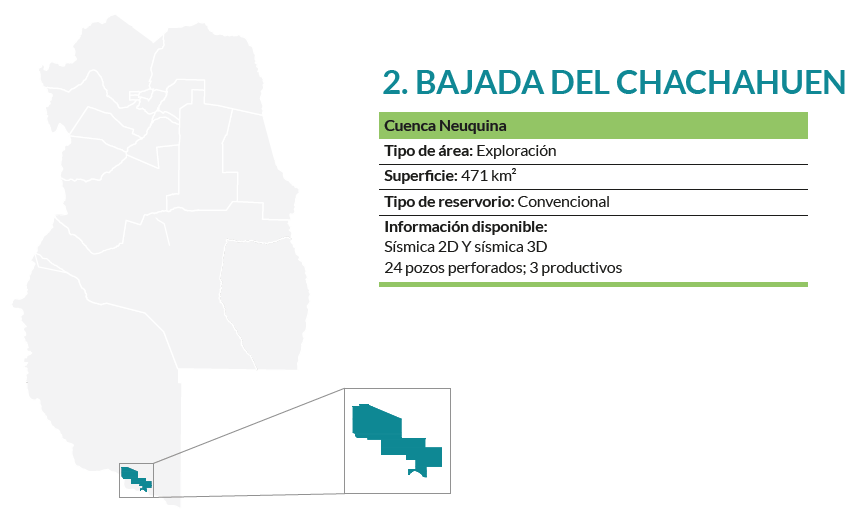 2. BAJADA DEL CHACHAHUEN
Cuenca Neuquina
Tipo de área: Exploración
Superficie: 471 km²
Tipo de reservorio: Convencional
Información disponible:
Sísmica 2D Y sísmica 3D
24 pozos perforados; 3 productivos